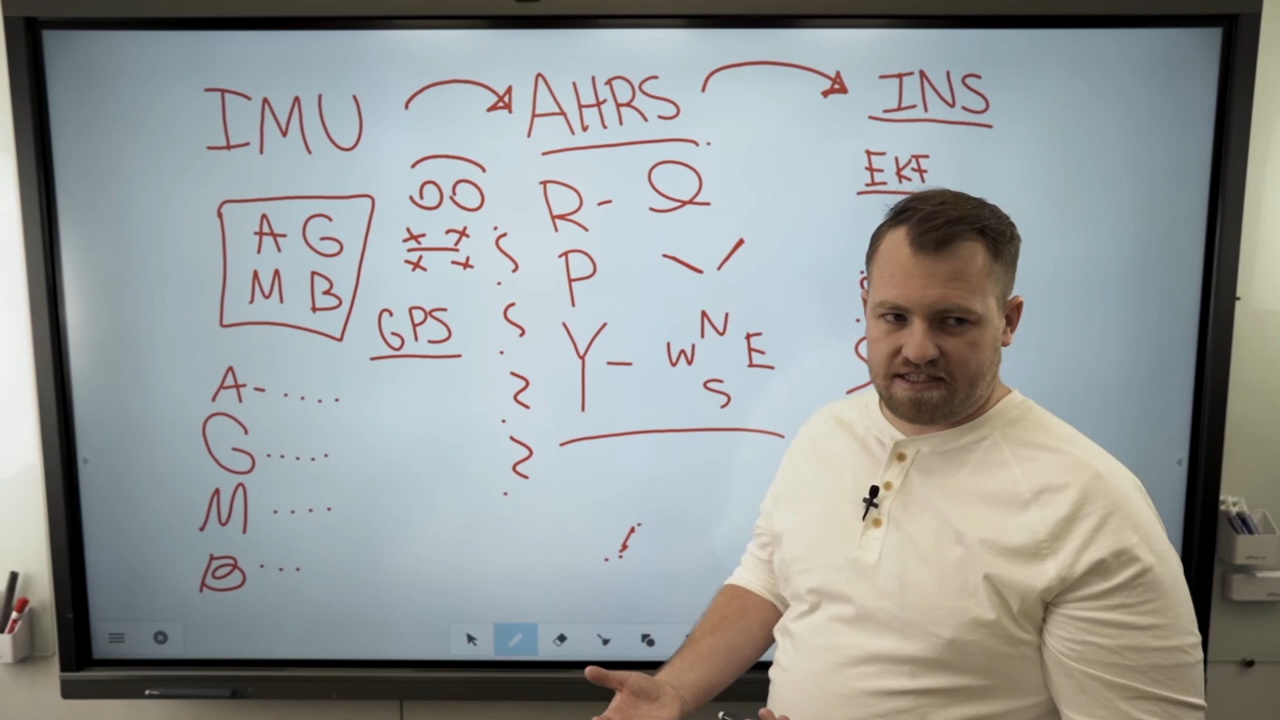 IMU AHRS INS
EKF
A G
M B
GPS
R-
P
Y-
N
W E
S
A-....
G.....
M ....
B ...